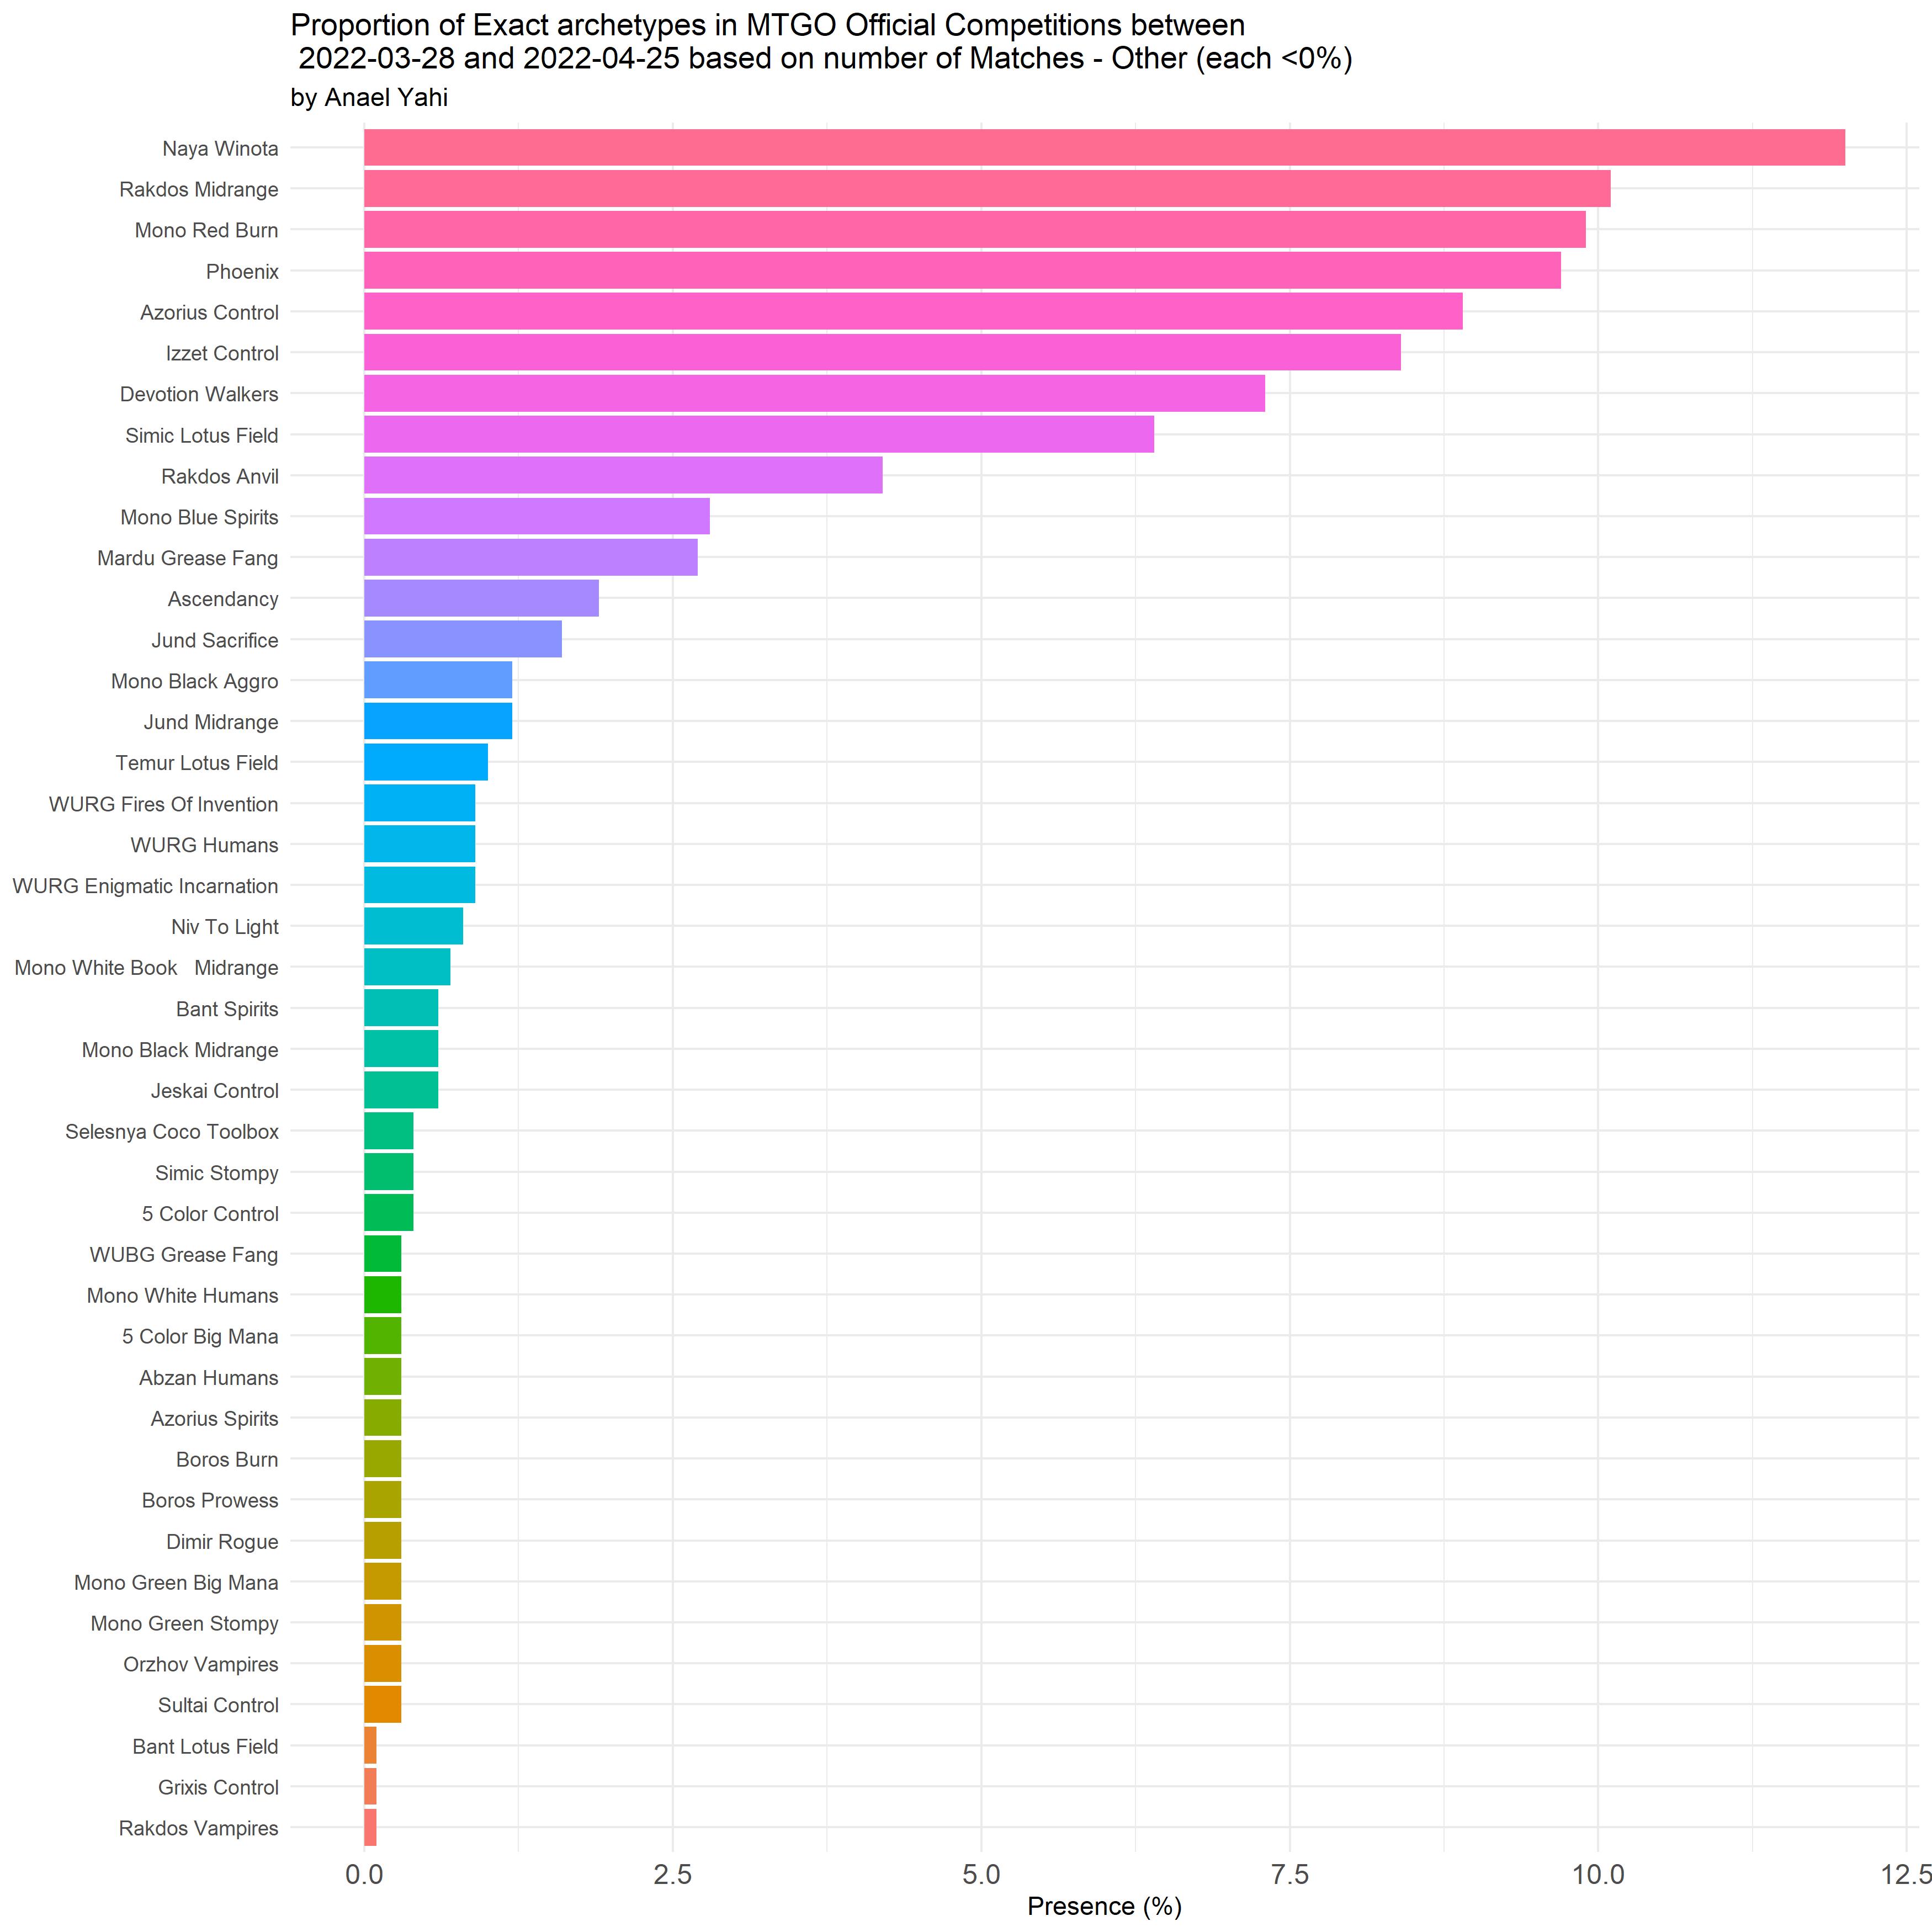 Proportion of Exact archetypes in MTGO Official Competitions between
2022-03-28 and 2022-04-25 based on number of Matches - Other (each <0%)
by Anael Yahi
Naya Winota
Rakdos Midrange
Mono Red Burn
Phoenix
Azorius Control
Izzet Control
Devotion Walkers
Simic Lotus Field
Rakdos Anvil
Mono Blue Spirits
Mardu Grease Fang
Ascendancy
Jund Sacrifice
Mono Black Aggro
Jund Midrange
Temur Lotus Field
WURG Fires Of Invention
WURG Humans
WURG Enigmatic Incarnation
Niv To Light
Mono White Book   Midrange
Bant Spirits
Mono Black Midrange
Jeskai Control
Selesnya Coco Toolbox
Simic Stompy
5 Color Control
WUBG Grease Fang
Mono White Humans
5 Color Big Mana
Abzan Humans
Azorius Spirits
Boros Burn
Boros Prowess
Dimir Rogue
Mono Green Big Mana
Mono Green Stompy
Orzhov Vampires
Sultai Control
Bant Lotus Field
Grixis Control
Rakdos Vampires
0.0 2.5 5.0 7.5 10.0 12.5
Presence (%)